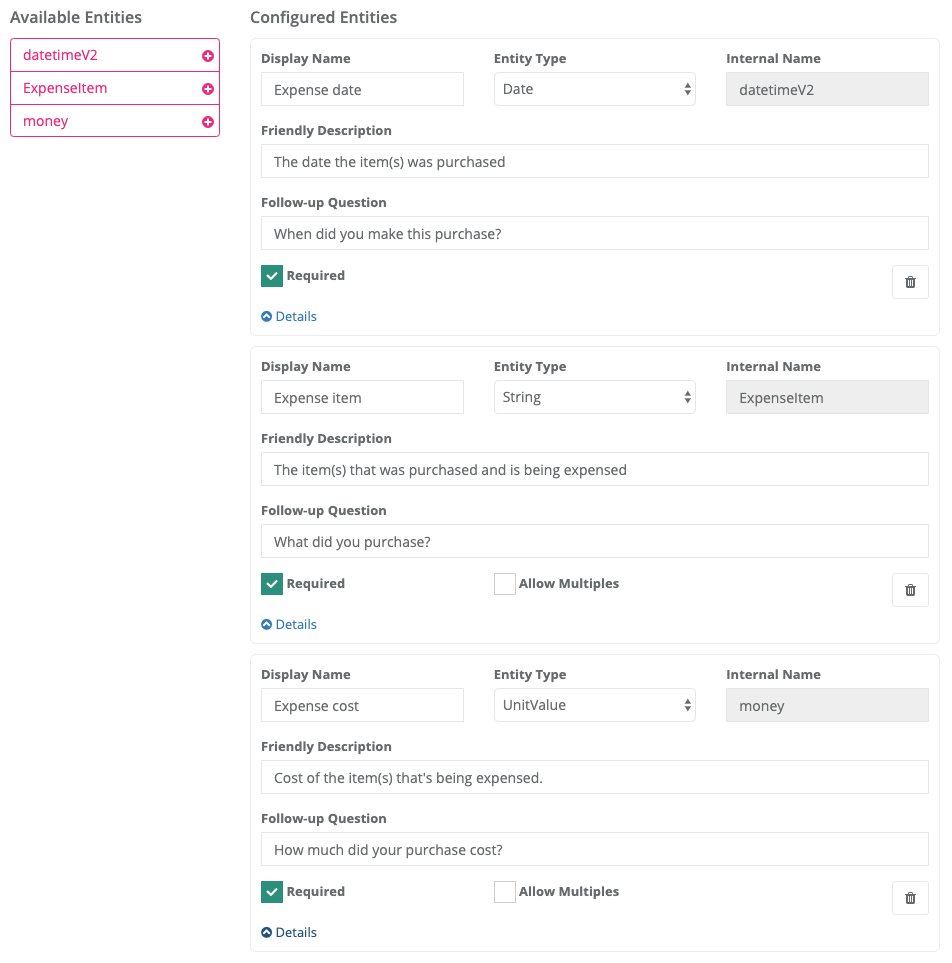 Available Entities
datetimeV2
ExpenseItem
money
Configured Entities
Display Name Entity Type Internal Name
Expense date Date datetimeV2
Friendly Description
The date the item(s) was purchased
Follow-up Question
When did you make this purchase?
Required
Details
Display Name Entity Type Internal Name
Expense item String ExpenseItem
Friendly Description
The item(s) that was purchased and is being expensed
Follow-up Question
What did you purchase?
Required Allow Multiples
Details
Display Name Entity Type Internal Name
Expense cost UnitValue money
Friendly Description
Cost of the item(s) that's being expensed.
Follow-up Question
How much did your purchase cost?
Required Allow Multiples
Details